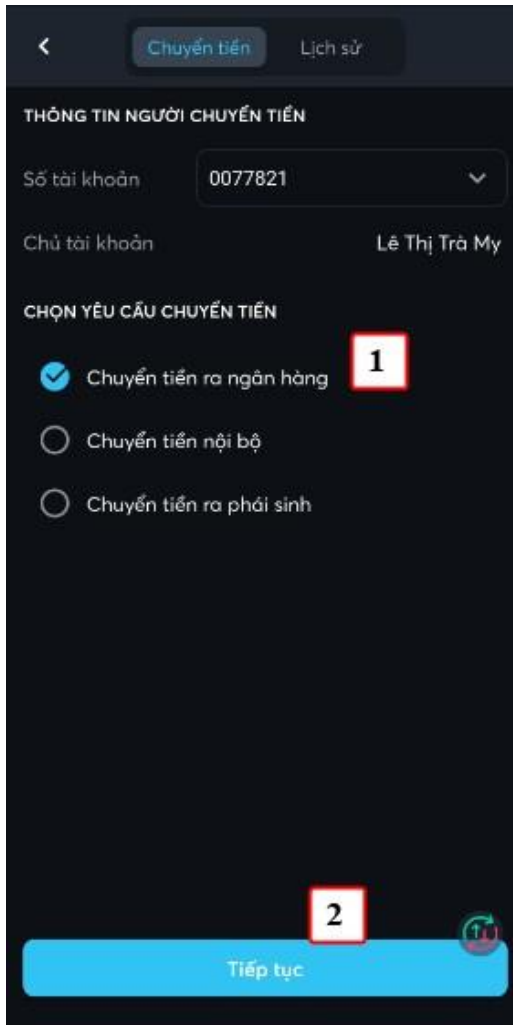 Chuyển tiền Lịch sử
THÔNG TIN NGƯỜI CHUYỂN TIỀN
Số tài khoản 0077821
Chủ tài khoản Lê Thị Trà My
CHỌN YÊU CẦU CHUYỂN TIỀN
1
Chuyển tiền ra ngân hàng
Chuyển tiền nội bộ
Chuyển tiền ra phái sinh
2
Tiếp tục